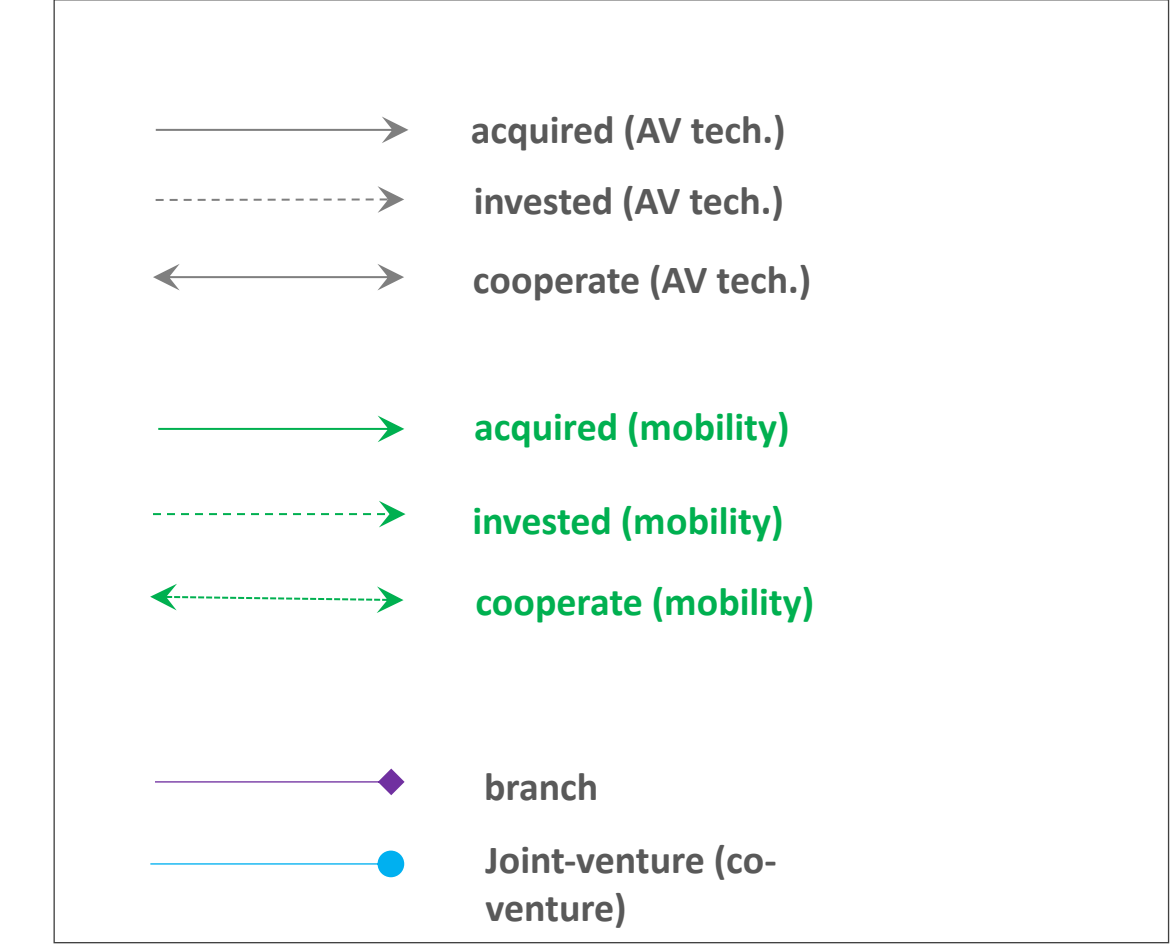 acquired (AV tech.)
invested (AV tech.)
cooperate (AV tech.)
acquired (mobility)
invested (mobility)
cooperate (mobility)
branch
Joint-venture (co-
venture)